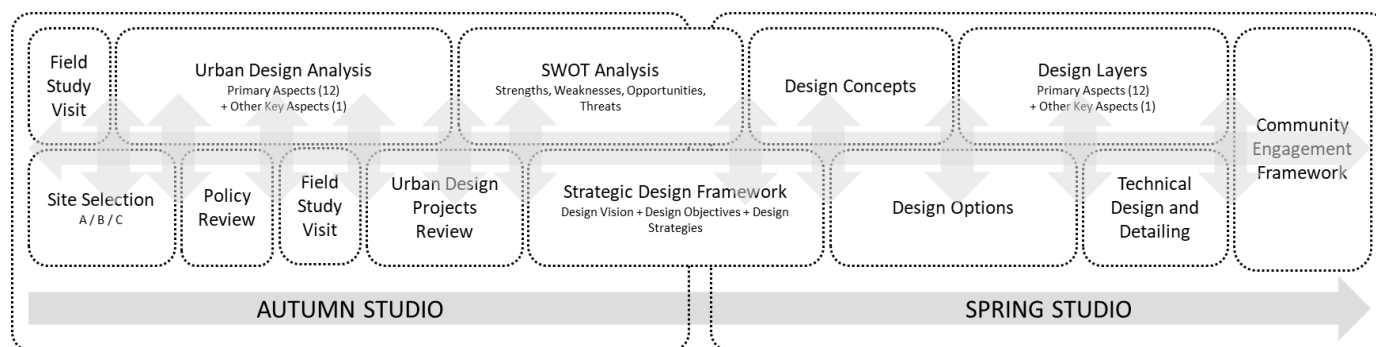 Field
Study
Visit
Urban Design Analysis
Primary Aspects (12)
+ Other Key Aspects (1)
SWOT Analysis
Strengths, Weaknesses, Opportunities,
Threats
Design Concepts
Design Layers
Primary Aspects (12)
+ Other Key Aspects (1)
Community
Engagement
Framework
Site Selection
A / B / C
Policy
Review
Field
Study
Visit
Urban Design
Projects
Review
Strategic Design Framework
Design Vision + Design Objectives + Design
Strategies
Design Options
Technical
Design and
Detailing
AUTUMN STUDIO
SPRING STUDIO